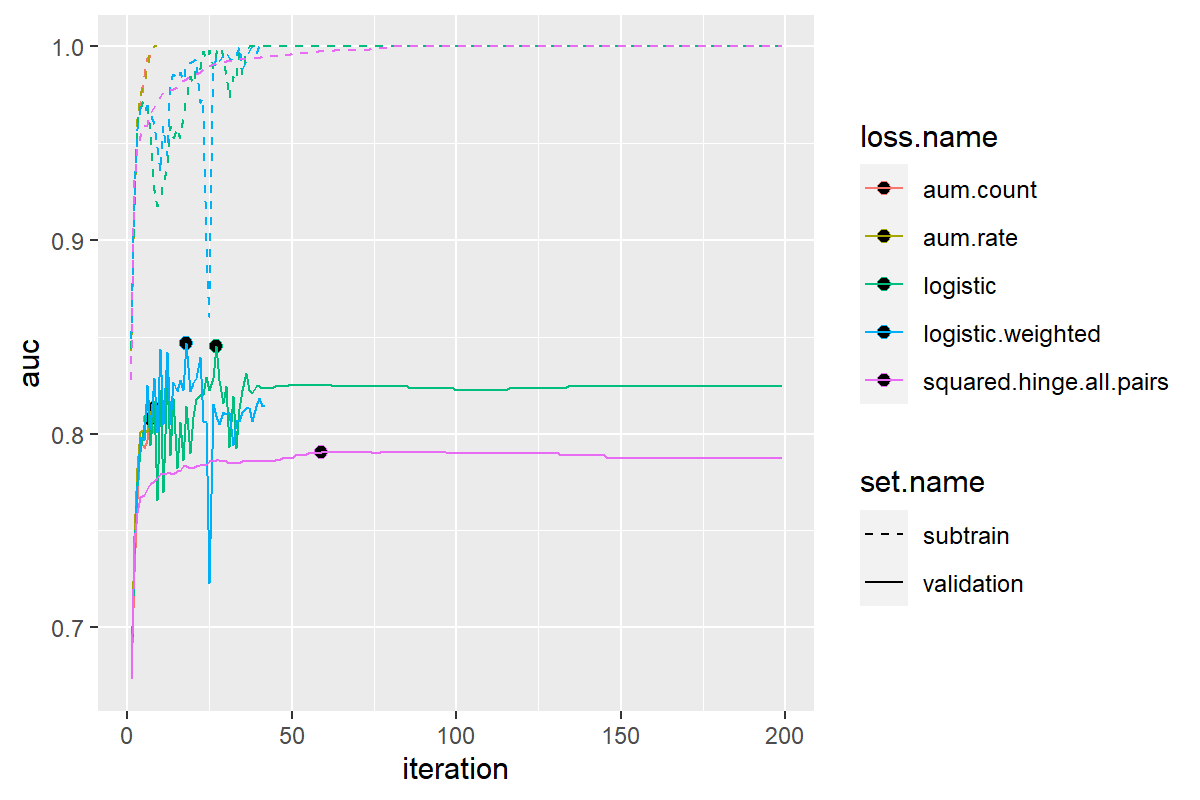 1.0
0.9
0.8
0.7
auc
0
50
100
150
200
iteration
loss.name
aum.count
aum.rate
logistic
logistic.weighted
squared.hinge.all.pairs
set.name
subtrain
validation